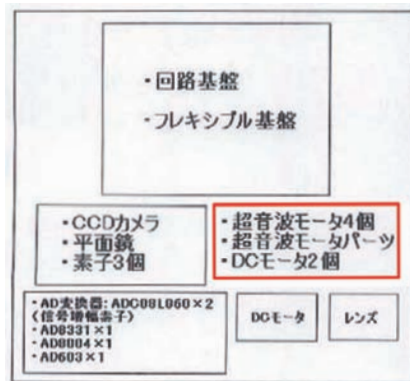 ・回路基盤
・フレキシブル基盤
・CCDカメラ
・平面鏡
・素子3個
・超音波モータ4個
・超音波モータパーツ
・DCモータ2個
・AD変換器: ADC08L060×2
(信号増幅素子)
・AD8331×1
・AD8004×1
・AD603×1
DCモータ
レンズ